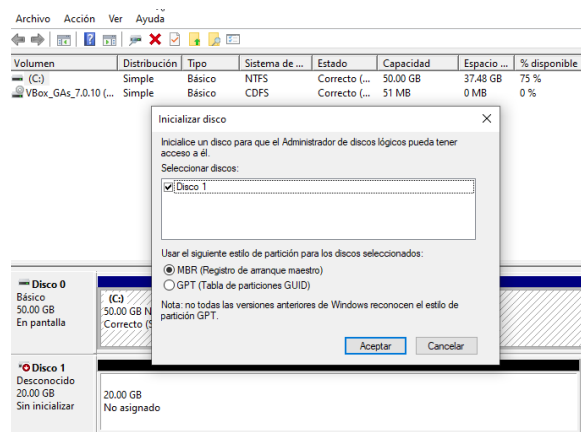 Archivo Acción Ver Ayuda
Volumen Distribución Tipo Sistema de ... Estado Capacidad Espacio ... % disponible
(C:) Simple Básico NTFS Correcto (... 50.00 GB 37.48 GB 75 %
VBox_GAs_7.0.10 (... Simple Básico CDFS Correcto (... 51 MB 0 MB 0 %
Inicializar disco
Inicialice un disco para que el Administrador de discos lógicos pueda tener
acceso a él.
Seleccionar discos:
Disco 1
Usar el siguiente estilo de partición para los discos seleccionados:
MBR (Registro de arranque maestro)
GPT (Tabla de particiones GUID)
Nota: no todas las versiones anteriores de Windows reconocen el estilo de
partición GPT.
Aceptar Cancelar
Disco 0
Básico
50.00 GB
En pantalla
(C:)
50.00 GB N
Correcto (S
Disco 1
Desconocido
20.00 GB
Sin inicializar
20.00 GB
No asignado